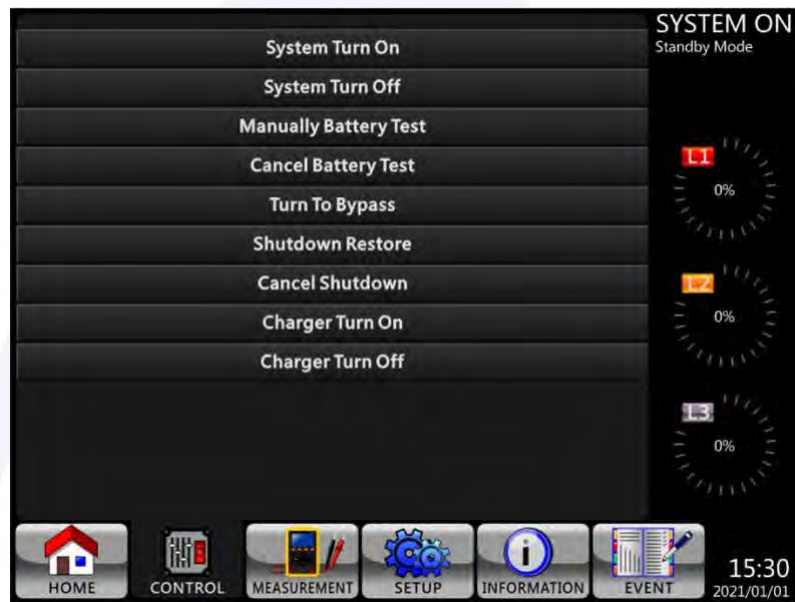 SYSTEM ON
Standby Mode
System Turn On
System Turn Off
Manually Battery Test
Cancel Battery Test
Turn To Bypass
Shutdown Restore
Cancel Shutdown
Charger Turn On
Charger Turn Off
L1
0%
L2
0%
L3
0%
HOME
CONTROL
MEASUREMENT
SETUP
INFORMATION
EVENT
15:30
2021/01/01